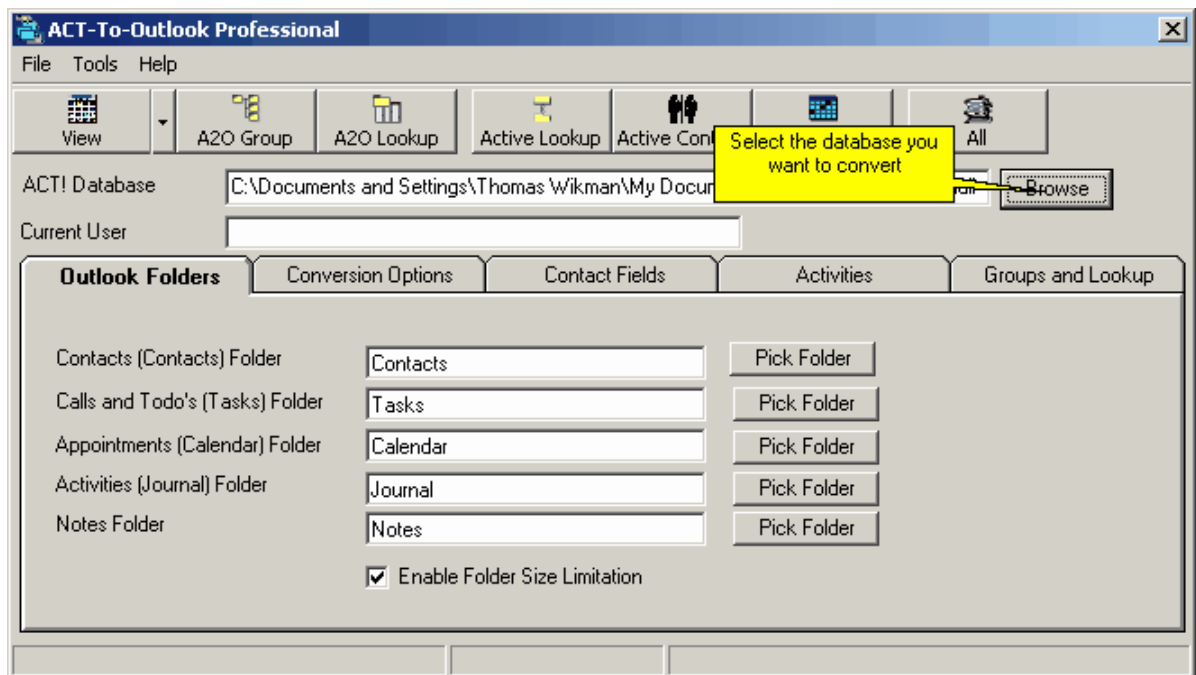 ACT-To-Outlook Professional
File Tools Help
View A2O Group A2O Lookup Active Lookup Active All
Select the database you
want to convert
ACT! Database C:\Documents and Settings\Thomas Wikman\My Browse
Current User
Outlook Folders Conversion Options Contact Fields Activities Groups and Lookup
Contacts (Contacts) Folder Contacts Pick Folder
Calls and Todo's (Tasks) Folder Tasks Pick Folder
Appointments (Calendar) Folder Calendar Pick Folder
Activities (Journal) Folder Journal Pick Folder
Notes Folder Notes Pick Folder
Enable Folder Size Limitation